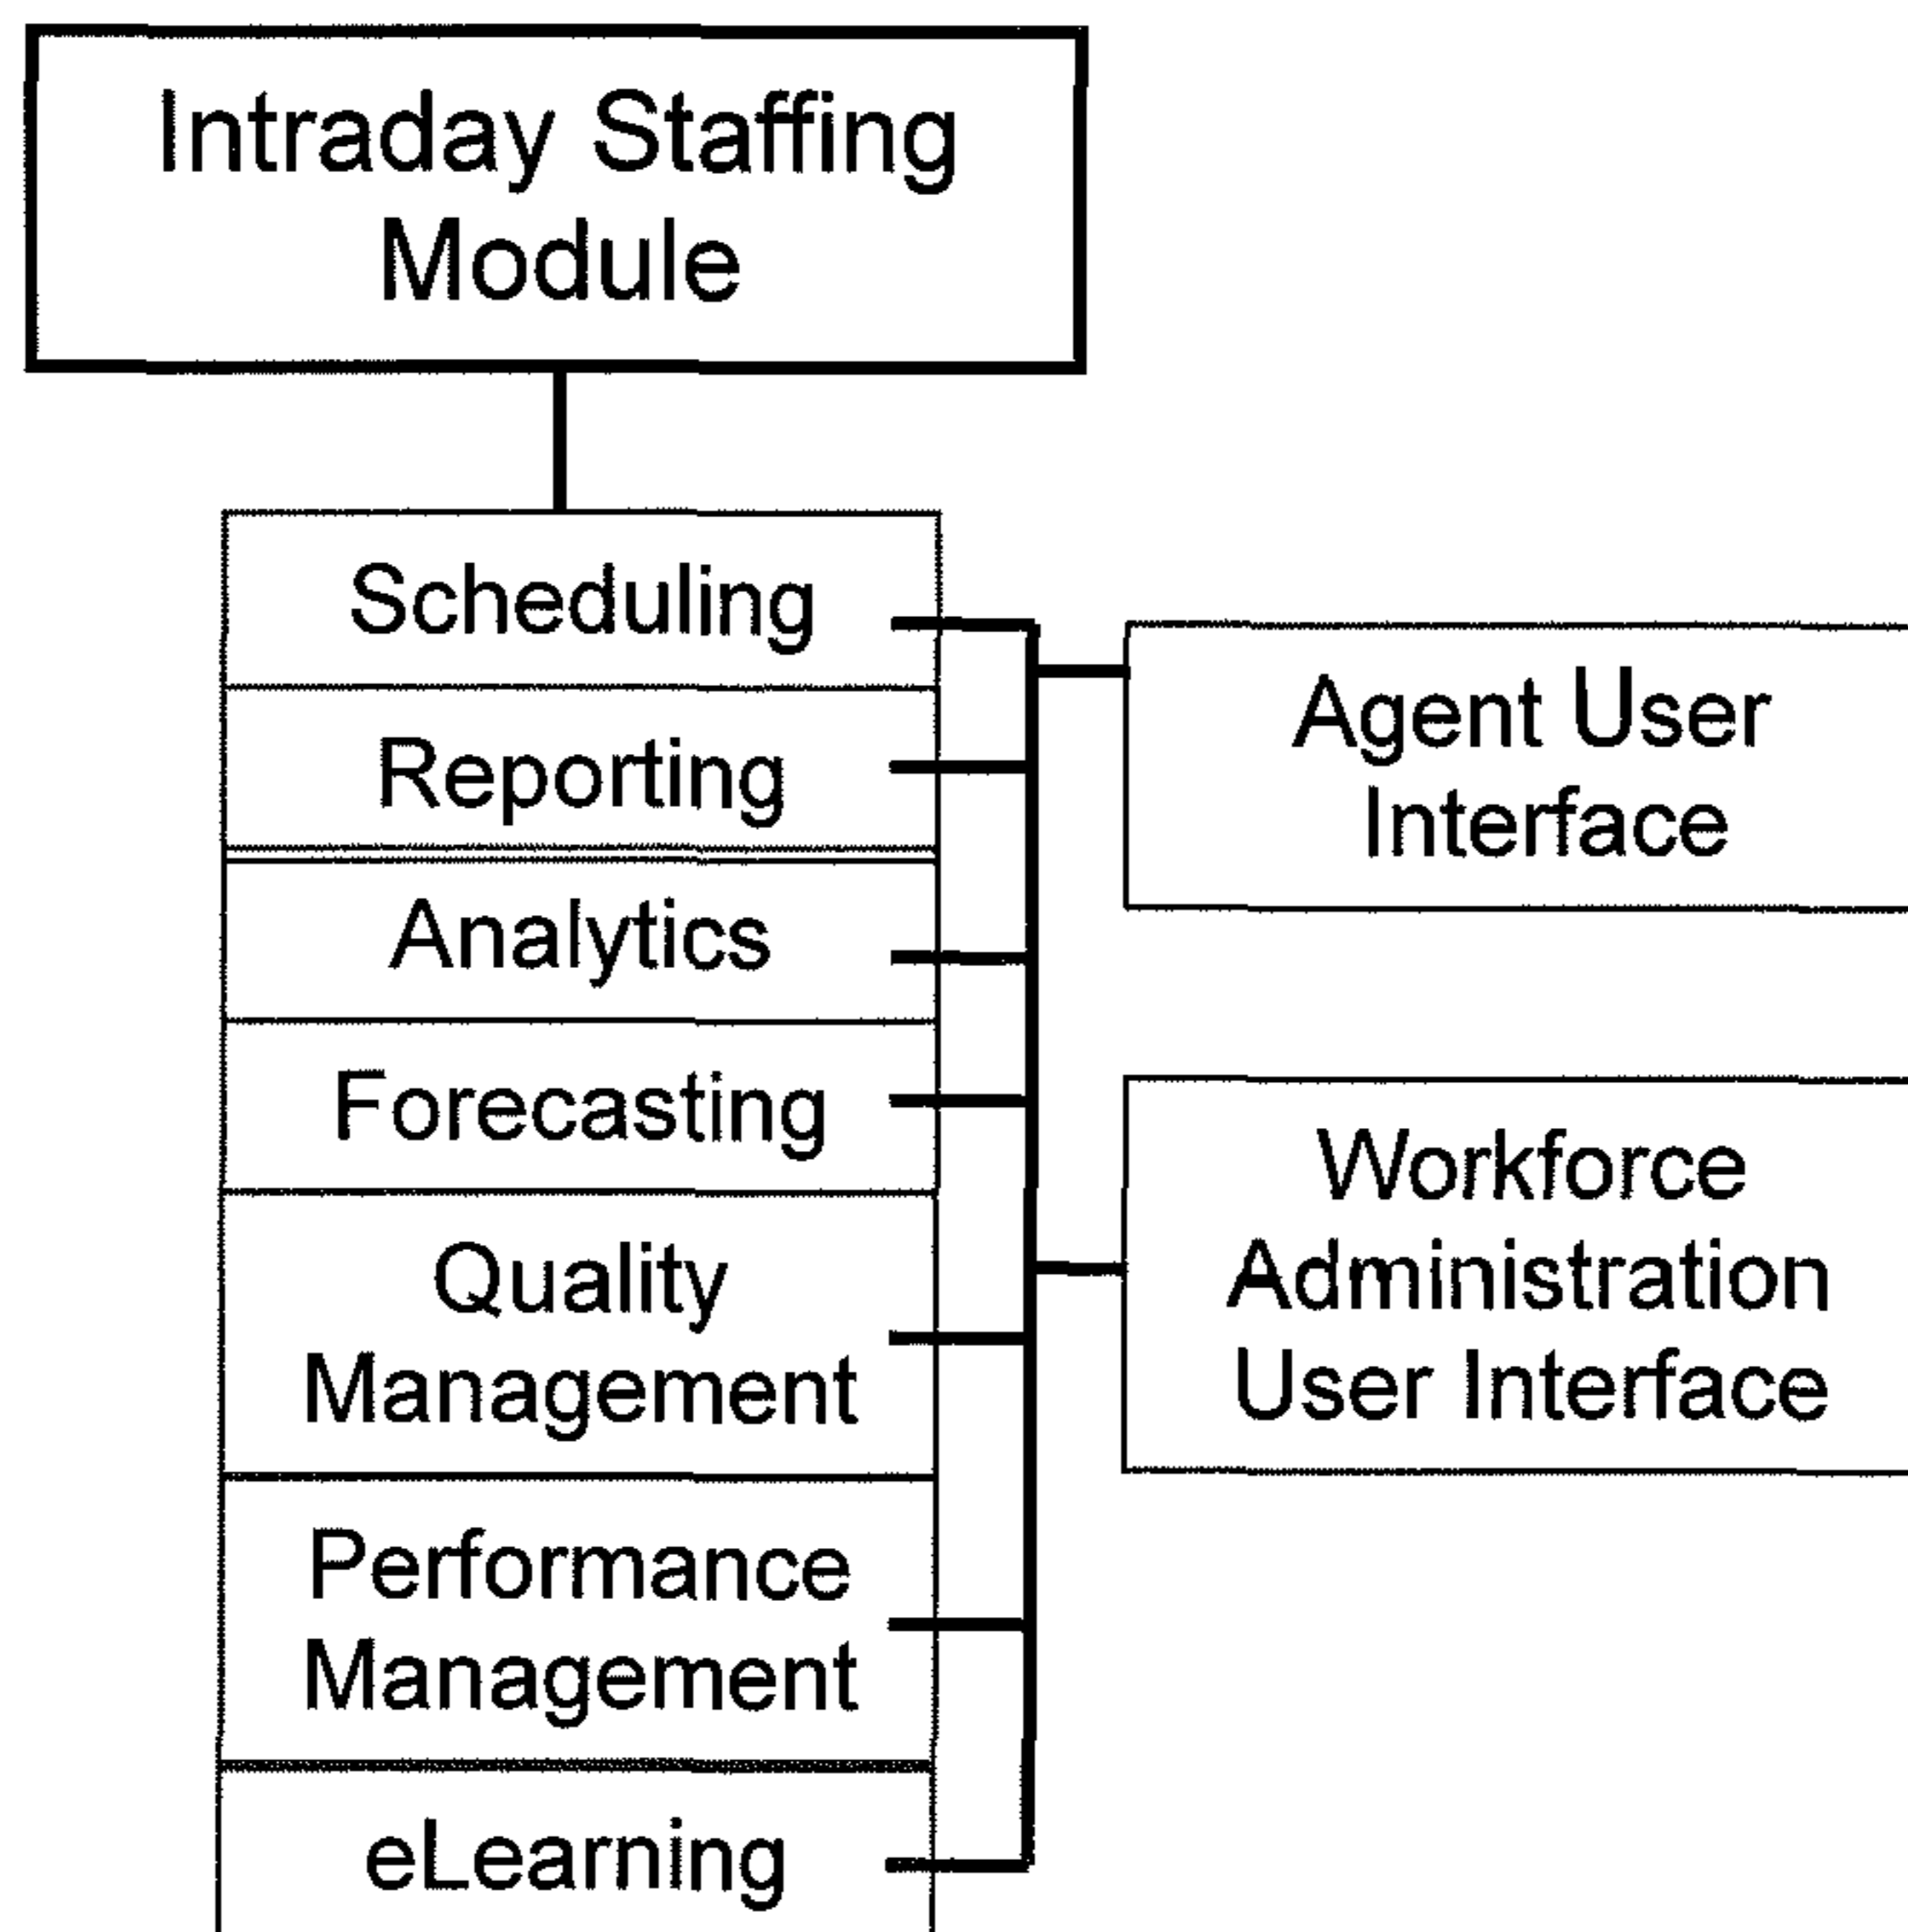 Intraday Staffing
Module
Scheduling
Reporting
Analytics
Forecasting
Quality
Management
Performance
Management
eLearning
Agent User
Interface
Workforce
Administration
User Interface